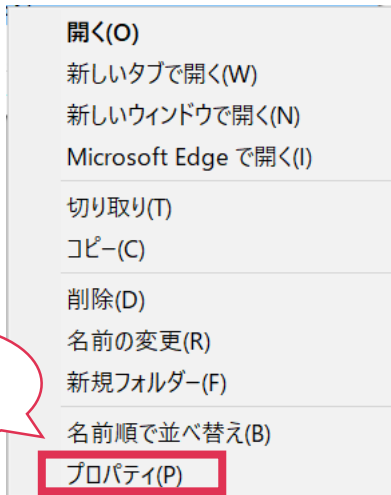 開く(O)
新しいタブで開く(W)
新しいウィンドウで開く(N)
Microsoft Edge で開く(I)
切り取り(T)
コピー(C)
削除(D)
名前の変更(R)
新規フォルダー(F)
名前順で並べ替え(B)
プロパティ(P)